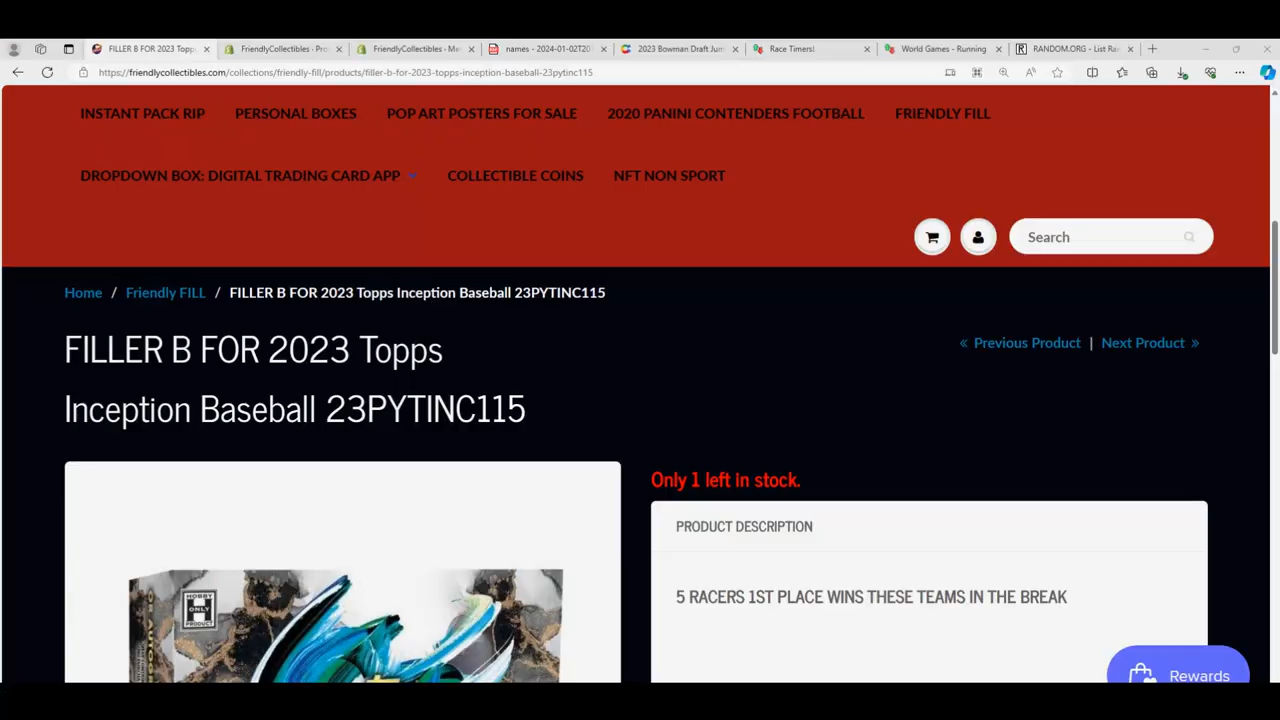 FILLER B FOR 2023 Topps
FriendlyCollectibles - Pro
FriendlyCollectibles - Me
names - 2024-01-02T20
2023 Bowman Draft Jum
Race Timers!
World Games - Running
RANDOM.ORG - List Ra
https://friendlycollectibles.com/collections/friendly-fill/products/filler-b-for-2023-topps-inception-baseball-23pytinc115
INSTANT PACK RIP
PERSONAL BOXES
POP ART POSTERS FOR SALE
2020 PANINI CONTENDERS FOOTBALL
FRIENDLY FILL
DROPDOWN BOX: DIGITAL TRADING CARD APP
COLLECTIBLE COINS
NFT NON SPORT
Search
Home / Friendly FILL / FILLER B FOR 2023 Topps Inception Baseball 23PYTINC115
FILLER B FOR 2023 Topps
Inception Baseball 23PYTINC115
« Previous Product | Next Product »
Only 1 left in stock.
PRODUCT DESCRIPTION
5 RACERS 1ST PLACE WINS THESE TEAMS IN THE BREAK
HOBBY
H
ONLY
PRODUCT
Rewards